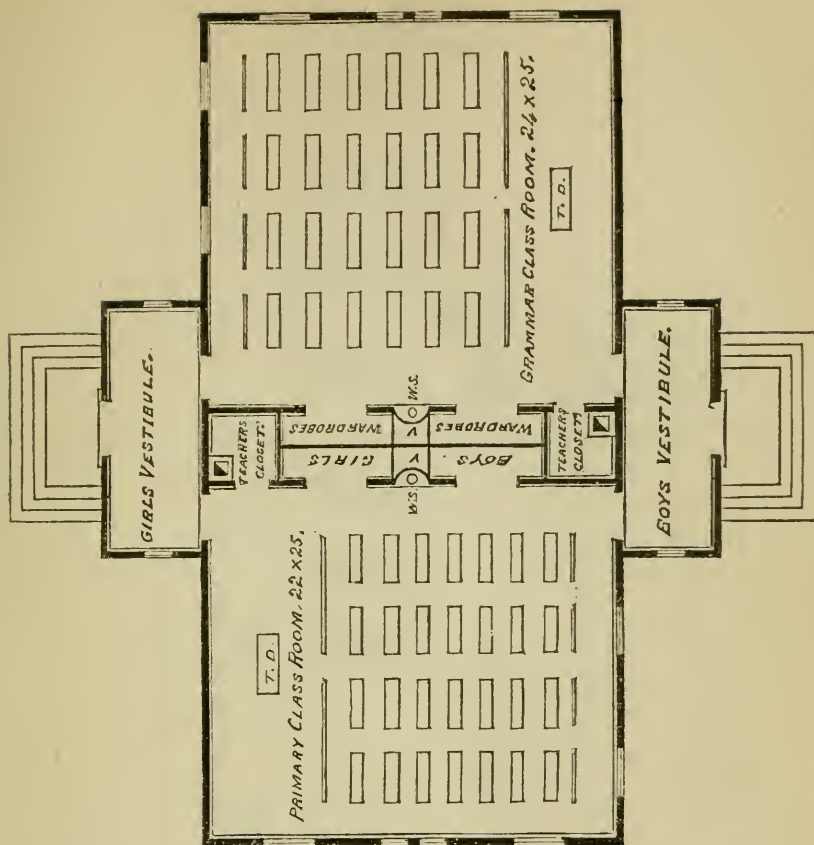 GRAMMAR CLASS ROOM. 24 x 25.
T. D.
GIRLS VESTIBULE.
TEACHERS
CLOSET.
WARDROBES
GIRLS
W.S.
V
V
W.S.
WARDROBES
BOYS
TEACHERS
CLOSET
BOYS VESTIBULE.
PRIMARY CLASS ROOM. 22 x 25.
T. D.